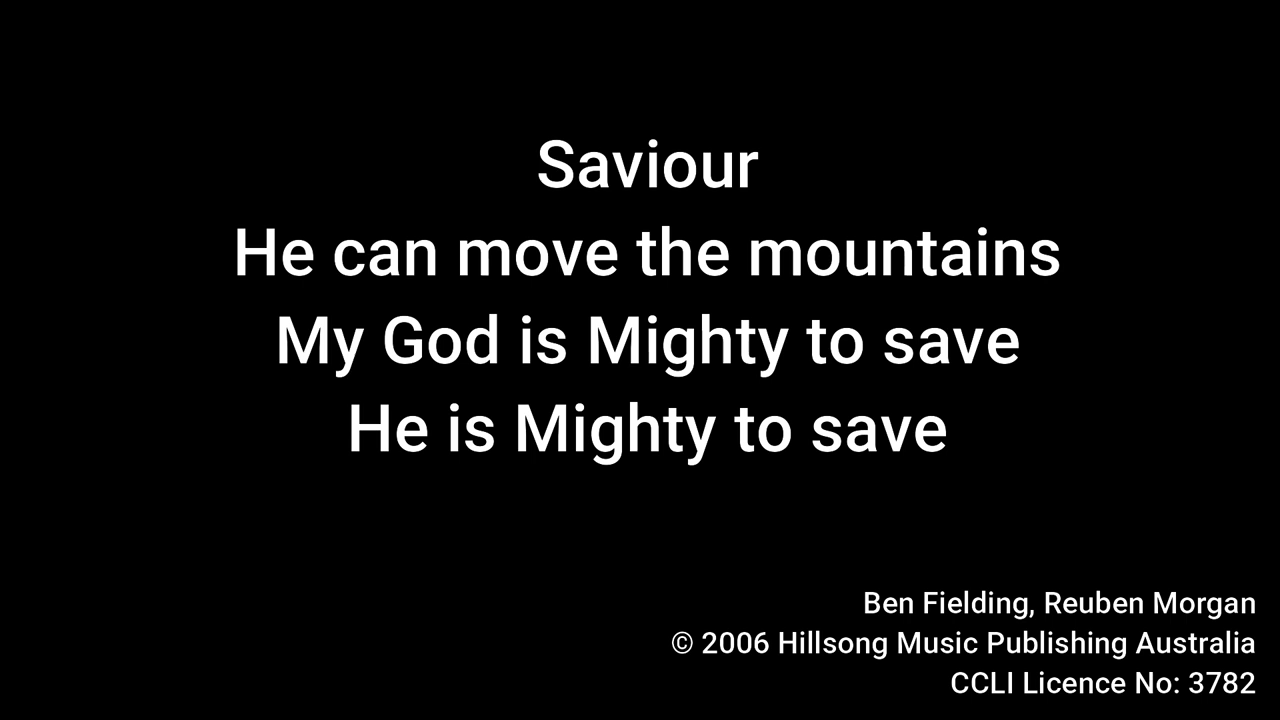 Saviour
He can move the mountains
My God is Mighty to save
He is Mighty to save
Ben Fielding, Reuben Morgan
© 2006 Hillsong Music Publishing Australia
CCLI Licence No: 3782